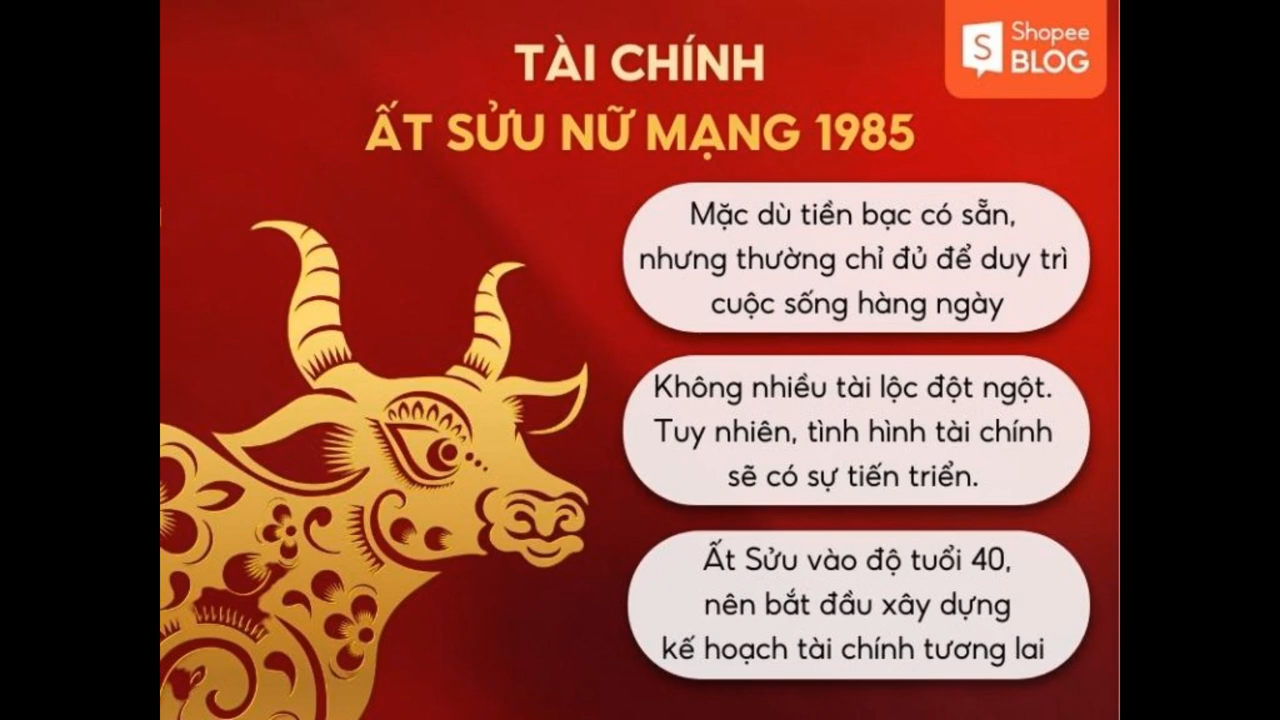 Shopee
BLOG
TÀI CHÍNH
ẤT SỬU NỮ MẠNG 1985
Mặc dù tiền bạc có sẵn,
nhưng thường chỉ đủ để duy trì
cuộc sống hàng ngày
Không nhiều tài lộc đột ngột.
Tuy nhiên, tình hình tài chính
sẽ có sự tiến triển.
Ất Sửu vào độ tuổi 40,
nên bắt đầu xây dựng
kế hoạch tài chính tương lai